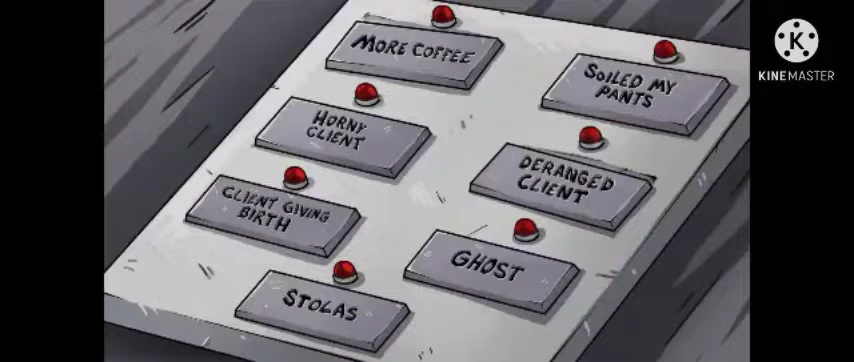 MORE COFFEE
SOILED MY
PANTS
HORNY
CLIENT
DERANGED
CLIENT
CLIENT GIVING
BIRTH
GHOST
STOLAS
K
KINEMASTER